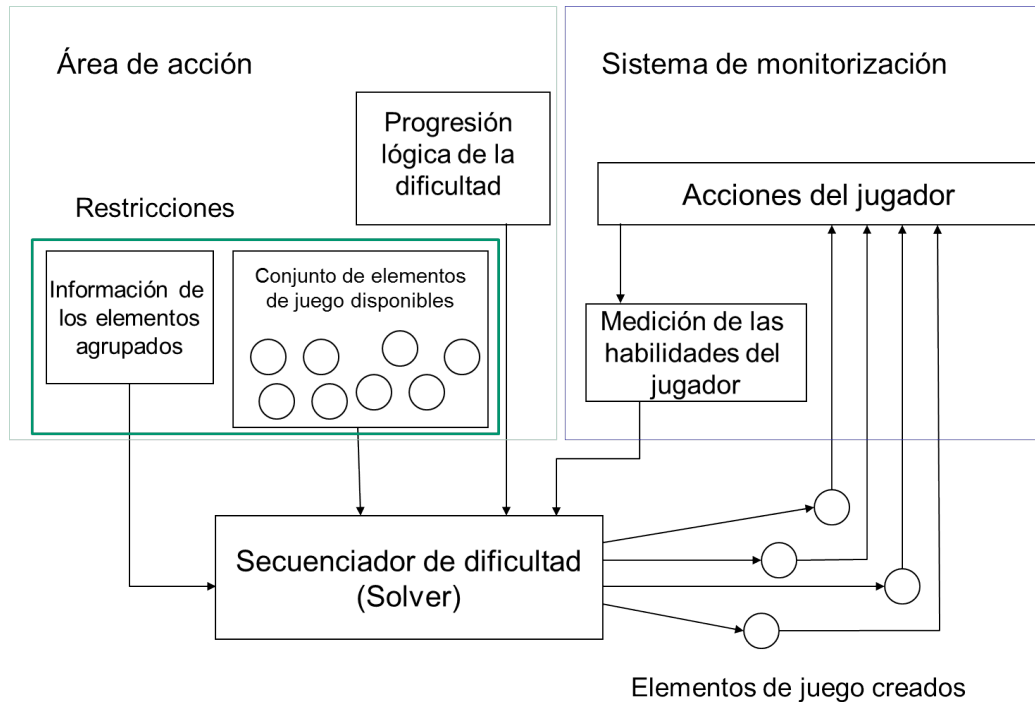 Área de acción
Sistema de monitorización
Progresión
lógica de la
dificultad
Acciones del jugador
Restricciones
Información de
los elementos
agrupados
Conjunto de elementos
de juego disponibles
Medición de las
habilidades del
jugador
Secuenciador de dificultad
(Solver)
Elementos de juego creados